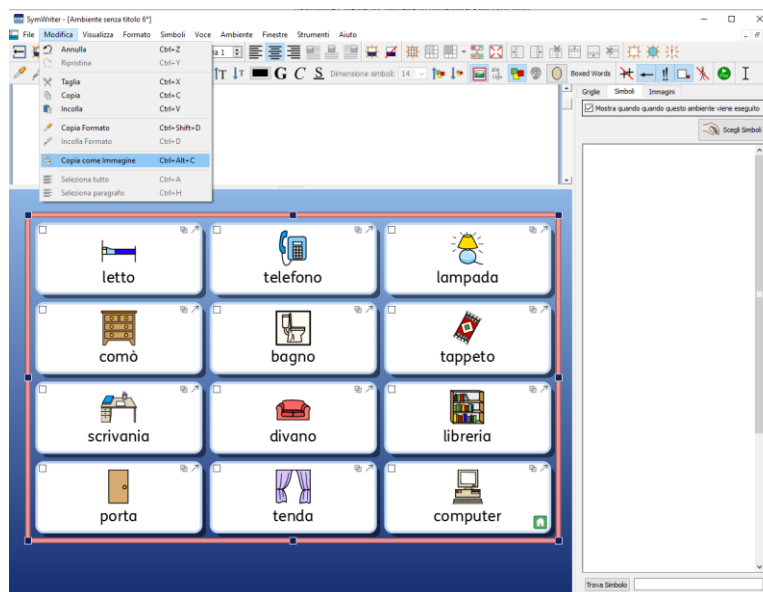 SymWriter - [Ambiente senza titolo 6*]
File Modifica Visualizza Formato Simboli Voce Ambiente Finestre Strumenti Aiuto
Annulla Ctrl+Z
Ripristina Ctrl+Y
Taglia Ctrl+X
Copia Ctrl+C
Incolla Ctrl+V
Copia Formato Ctrl+Shift+D
Incolla Formato Ctrl+D
Copia come Immagine Ctrl+Alt+C
Seleziona tutto Ctrl+A
Seleziona paragrafo Ctrl+H
G C S Dimensione simboli: 14 Boxed Words
Griglie Simboli Immagini
Mostra quando quando questo ambiente viene eseguito
Scegli Simboli
letto telefono lampada
comò bagno tappeto
scrivania divano libreria
porta tenda computer
Trova Simbolo